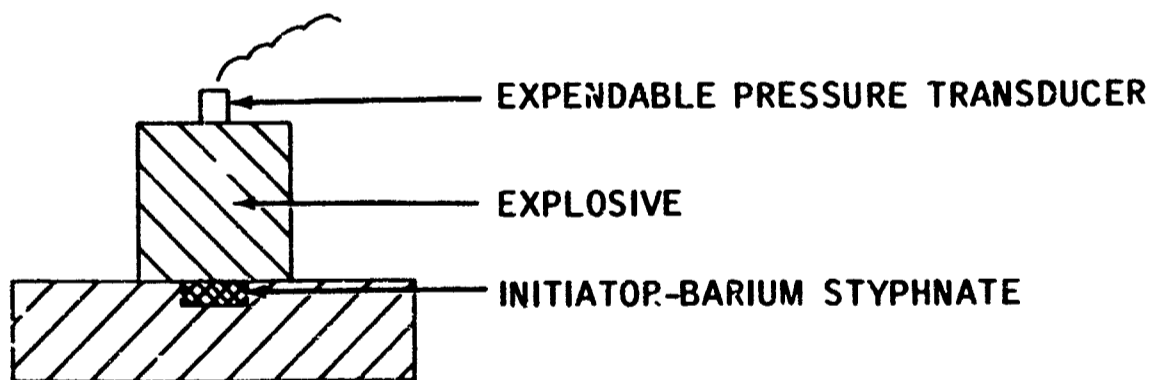 EXPENDABLE PRESSURE TRANSDUCER
EXPLOSIVE
INITIATOR-BARIUM STYPHNATE